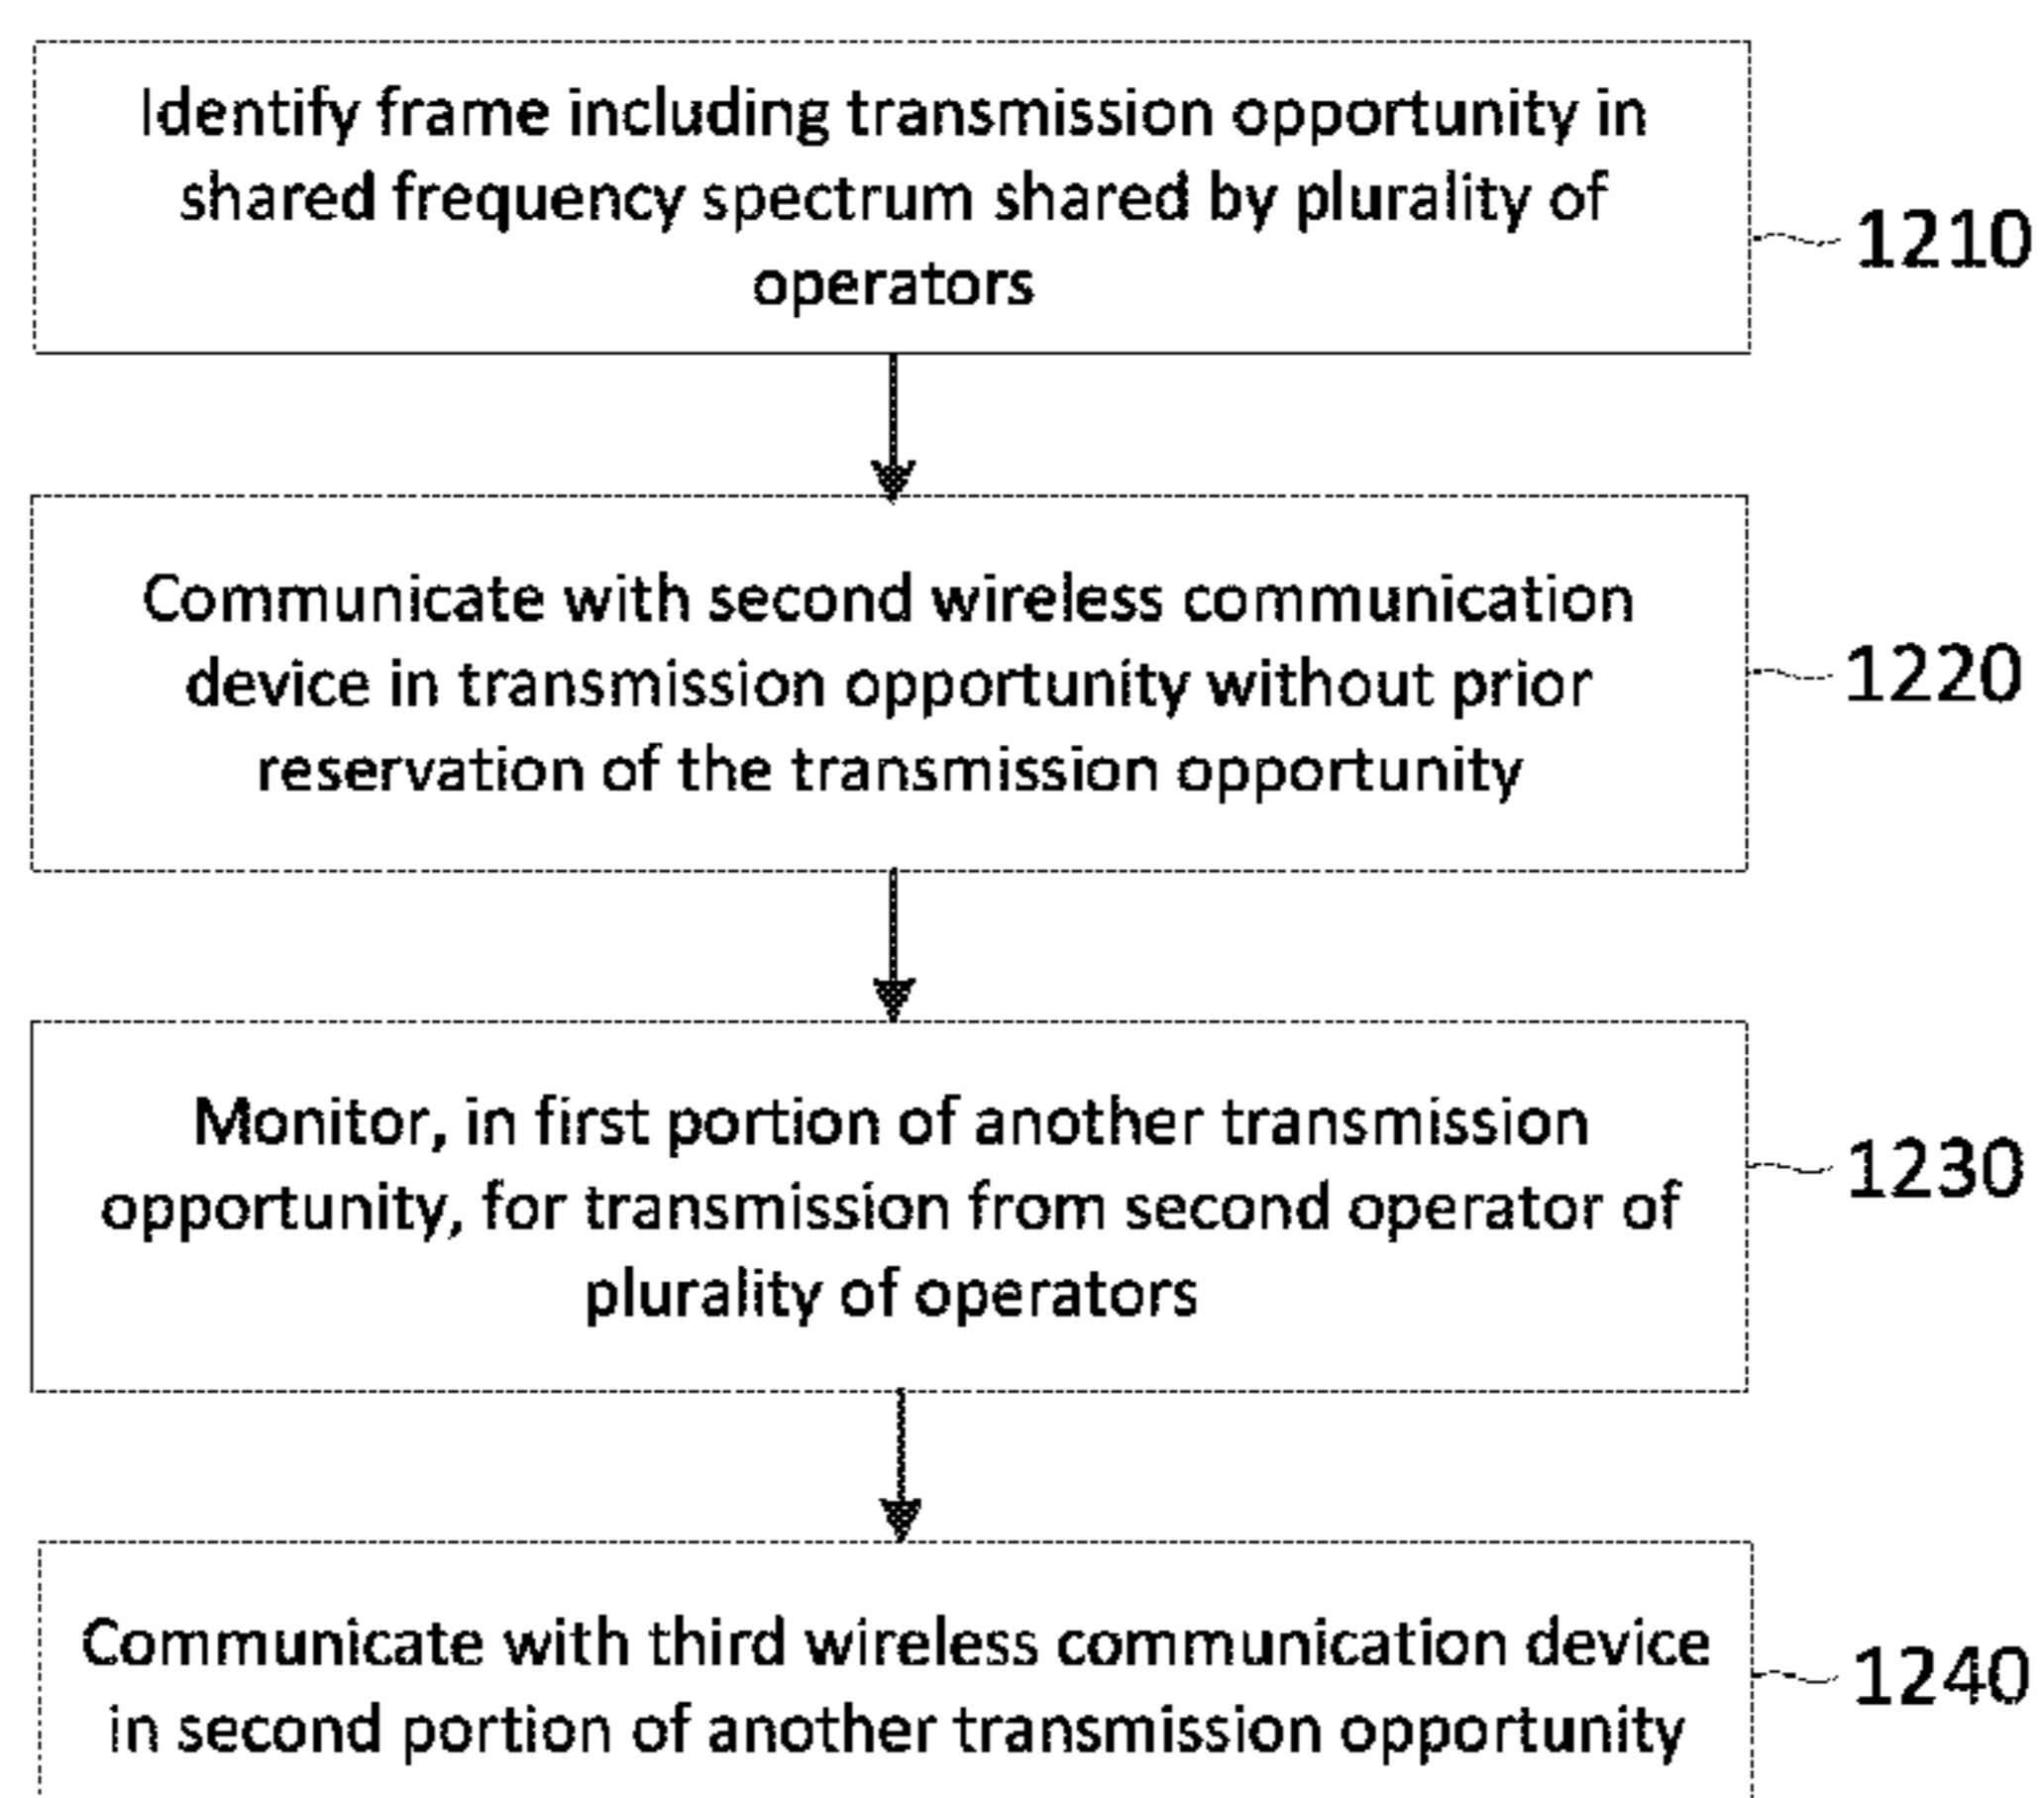 Identify frame including transmission opportunity in
shared frequency spectrum shared by plurality of
operators
1210
Communicate with second wireless communication
device in transmission opportunity without prior
reservation of the transmission opportunity
1220
Monitor, in first portion of another transmission
opportunity, for transmission from second operator of
plurality of operators
1230
Communicate with third wireless communication device
in second portion of another transmission opportunity
1240